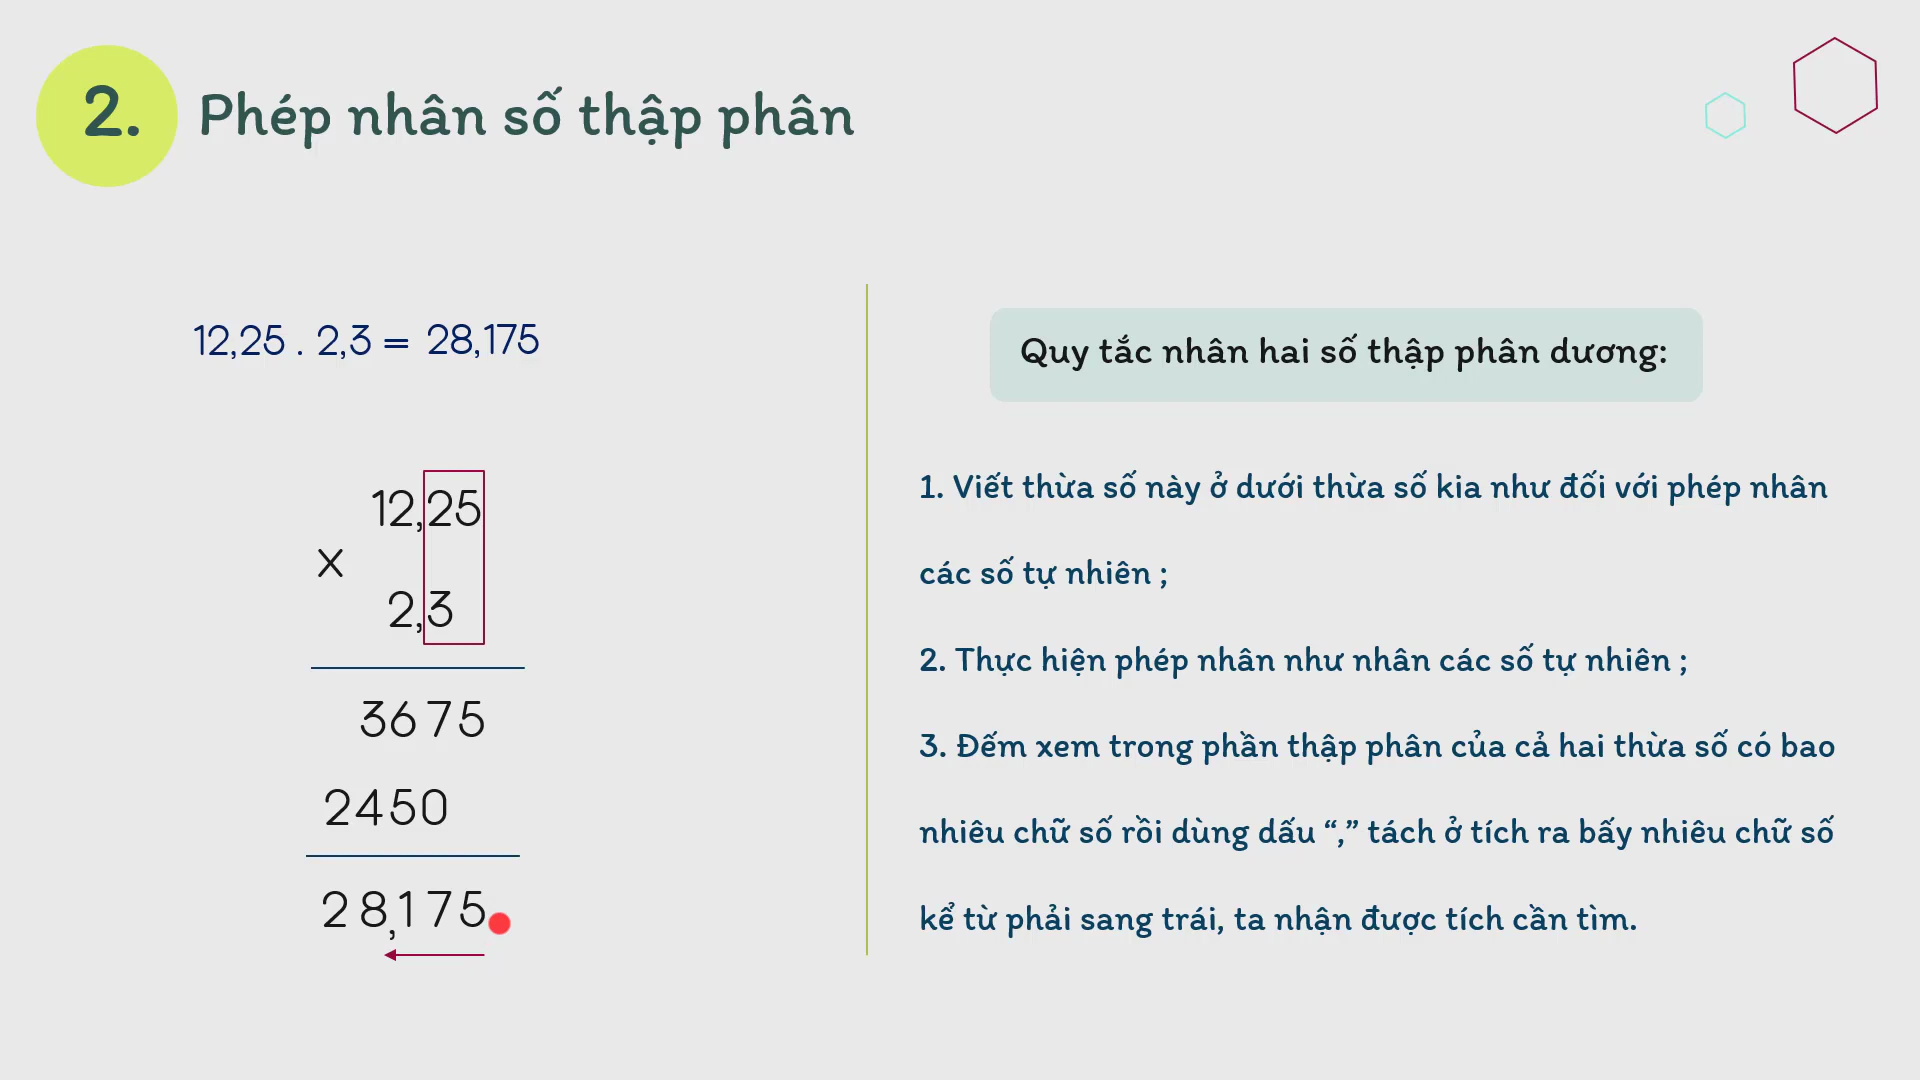 2. Phép nhân số thập phân
12,25 . 2,3 = 28,175
12,25
x
2,3
3675
2450
28,175
Quy tắc nhân hai số thập phân dương:
1. Viết thừa số này ở dưới thừa số kia như đối với phép nhân
các số tự nhiên ;
2. Thực hiện phép nhân như nhân các số tự nhiên ;
3. Đếm xem trong phần thập phân của cả hai thừa số có bao
nhiêu chữ số rồi dùng dấu “,” tách ở tích ra bấy nhiêu chữ số
kể từ phải sang trái, ta nhận được tích cần tìm.